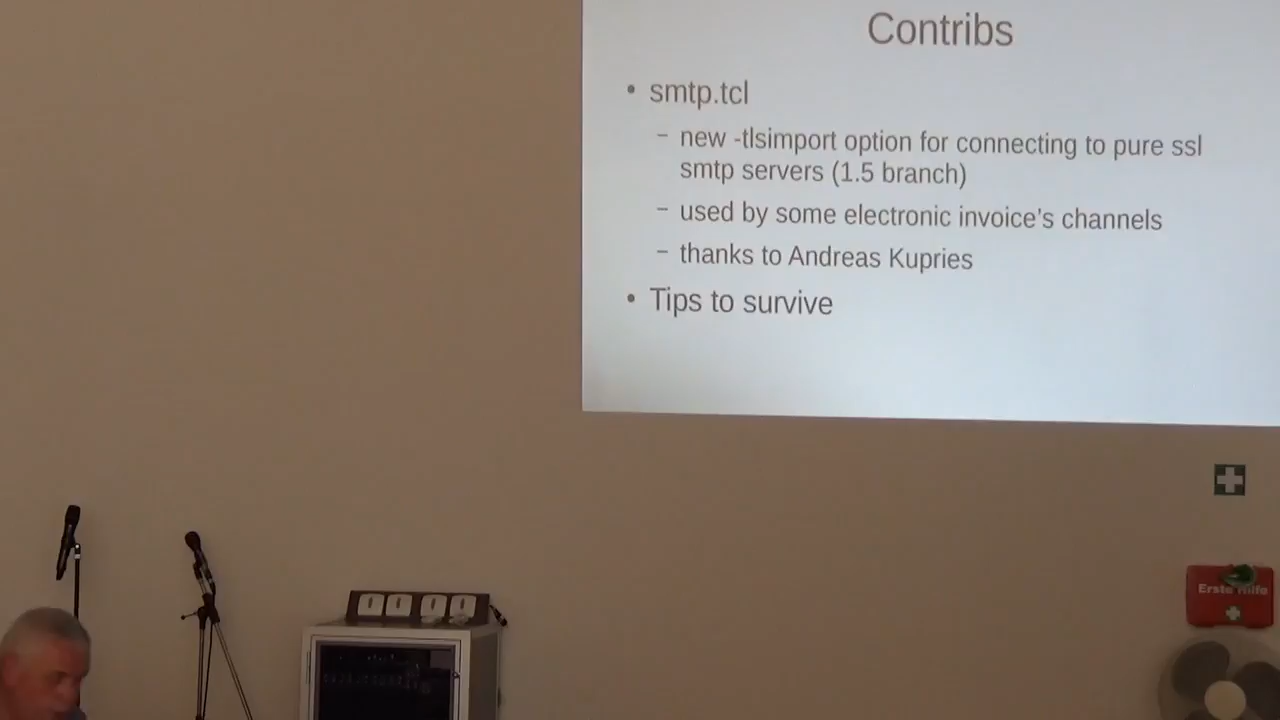 Contribs
• smtp.tcl
– new -tlsimport option for connecting to pure ssl
smtp servers (1.5 branch)
– used by some electronic invoice's channels
– thanks to Andreas Kupries
• Tips to survive
Erste Hilfe